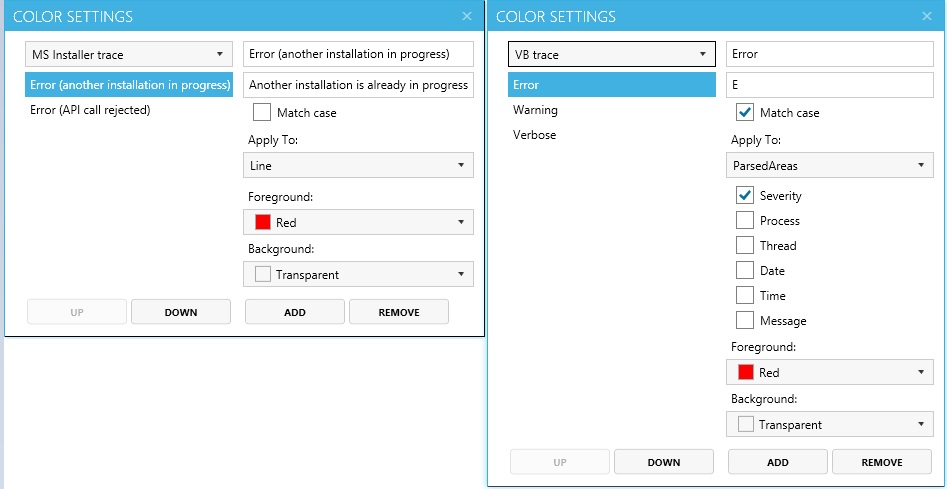 COLOR SETTINGS
MS Installer trace
Error (another installation in progress)
Error (another installation in progress)
Another installation is already in progress
Error (API call rejected)
Match case
Apply To:
Line
Foreground:
Red
Background:
Transparent
UP
DOWN
ADD
REMOVE
COLOR SETTINGS
VB trace
Error
Error
E
Warning
Match case
Verbose
Apply To:
ParsedAreas
Severity
Process
Thread
Date
Time
Message
Foreground:
Red
Background:
Transparent
UP
DOWN
ADD
REMOVE